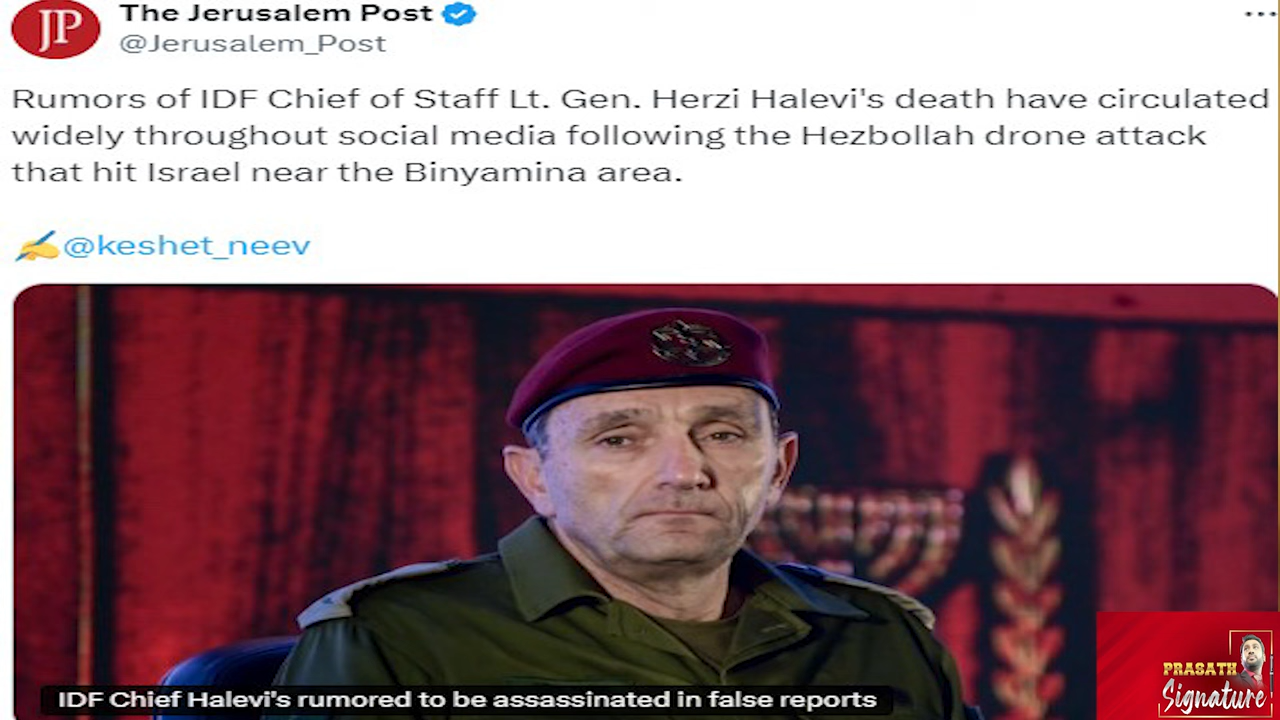 JP
The Jerusalem Post
@Jerusalem_Post
Rumors of IDF Chief of Staff Lt. Gen. Herzi Halevi's death have circulated
widely throughout social media following the Hezbollah drone attack
that hit Israel near the Binyamina area.
✍️@keshet_neev
IDF Chief Halevi's rumored to be assassinated in false reports
PRASATH
Signature